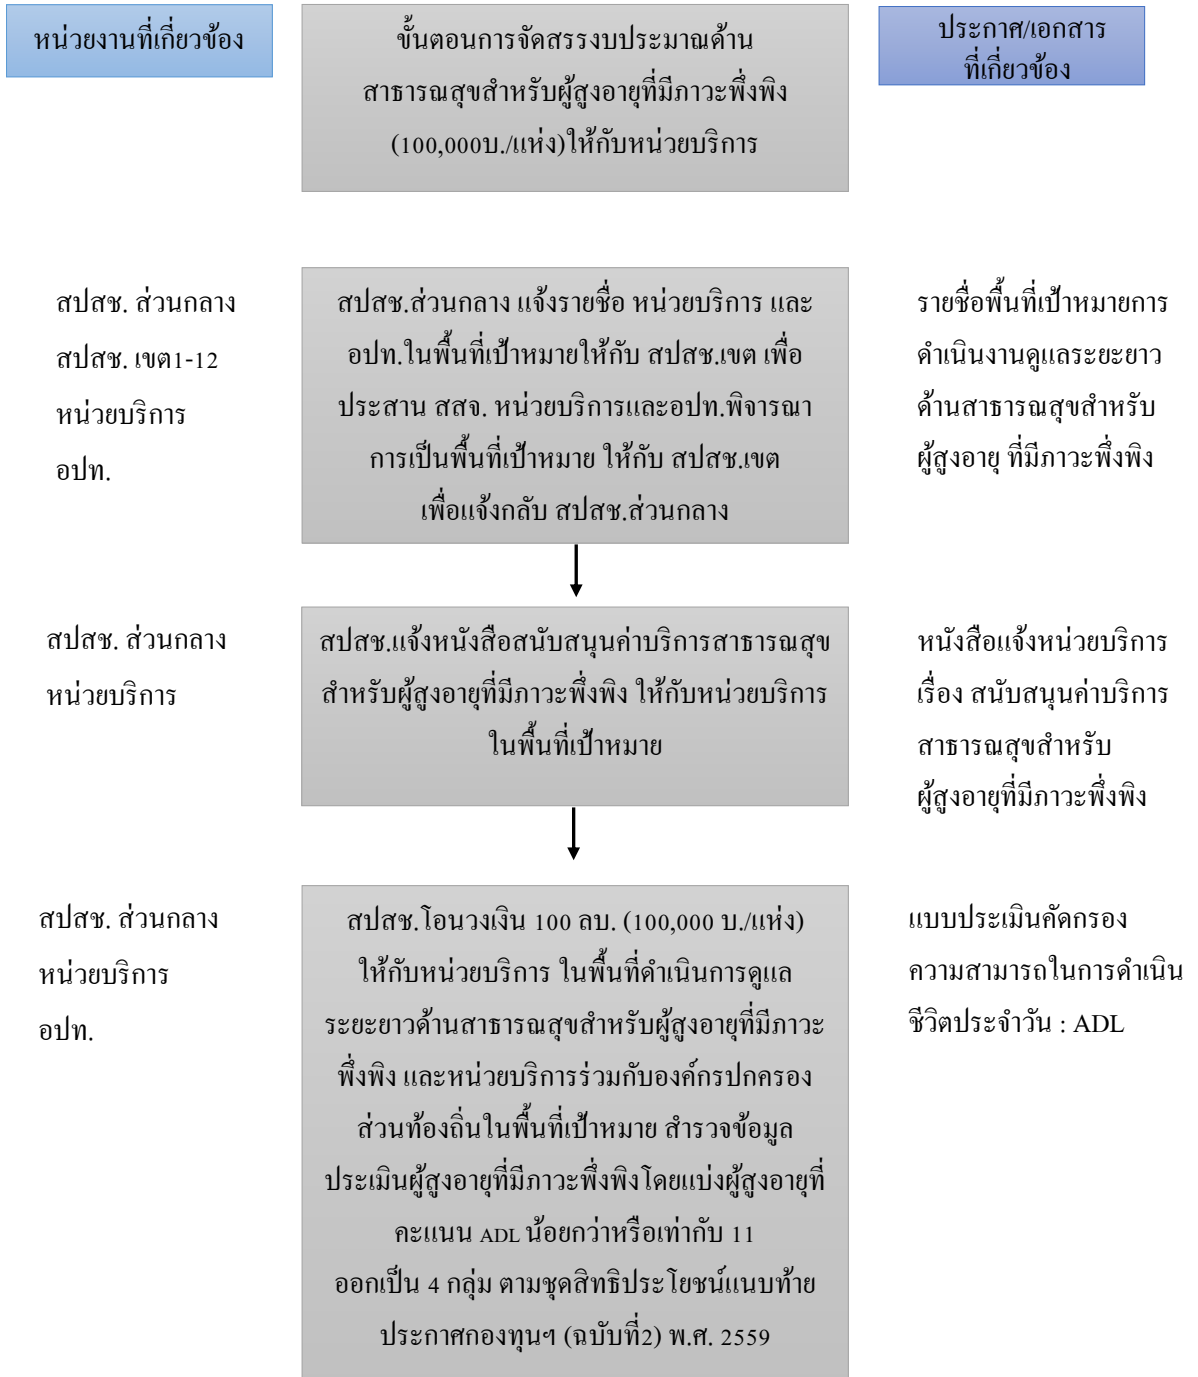 หน่วยงานที่เกี่ยวข้อง
ขั้นตอนการจัดสรรงบประมาณด้าน
สาธารณสุขสำหรับผู้สูงอายุที่มีภาวะพึ่งพิง
(100,000บ./แห่ง)ให้กับหน่วยบริการ
ประกาศ/เอกสาร
ที่เกี่ยวข้อง
สปสช. ส่วนกลาง
สปสช. เขต1-12
หน่วยบริการ
อปท.
สปสช.ส่วนกลาง แจ้งรายชื่อ หน่วยบริการ และ
อปท.ในพื้นที่เป้าหมายให้กับ สปสช.เขต เพื่อ
ประสาน สสจ. หน่วยบริการและอปท.พิจารณา
การเป็นพื้นที่เป้าหมาย ให้กับ สปสช.เขต
เพื่อแจ้งกลับ สปสช.ส่วนกลาง
รายชื่อพื้นที่เป้าหมายการ
ดำเนินงานดูแลระยะยาว
ด้านสาธารณสุขสำหรับ
ผู้สูงอายุ ที่มีภาวะพึ่งพิง
สปสช. ส่วนกลาง
หน่วยบริการ
สปสช.แจ้งหนังสือสนับสนุนค่าบริการสาธารณสุข
สำหรับผู้สูงอายุที่มีภาวะพึ่งพิง ให้กับหน่วยบริการ
ในพื้นที่เป้าหมาย
หนังสือแจ้งหน่วยบริการ
เรื่อง สนับสนุนค่าบริการ
สาธารณสุขสำหรับ
ผู้สูงอายุที่มีภาวะพึ่งพิง
สปสช. ส่วนกลาง
หน่วยบริการ
อปท.
สปสช.โอนวงเงิน 100 ลบ. (100,000 บ./แห่ง)
ให้กับหน่วยบริการ ในพื้นที่ดำเนินการดูแล
ระยะยาวด้านสาธารณสุขสำหรับผู้สูงอายุที่มีภาวะ
พึ่งพิง และหน่วยบริการร่วมกับองค์กรปกครอง
ส่วนท้องถิ่นในพื้นที่เป้าหมาย สำรวจข้อมูล
ประเมินผู้สูงอายุที่มีภาวะพึ่งพิงโดยแบ่งผู้สูงอายุที่
คะแนน ADL น้อยกว่าหรือเท่ากับ 11
ออกเป็น 4 กลุ่ม ตามชุดสิทธิประโยชน์แนบท้าย
ประกาศกองทุนฯ (ฉบับที่2) พ.ศ. 2559
แบบประเมินคัดกรอง
ความสามารถในการดำเนิน
ชีวิตประจำวัน : ADL